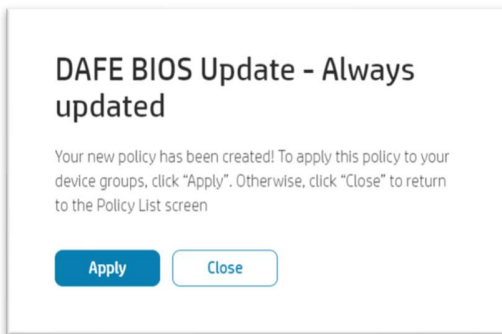 DAFE BIOS Update - Always
updated
Your new policy has been created! To apply this policy to your
device groups, click “Apply”. Otherwise, click “Close” to return
to the Policy List screen
Apply
Close